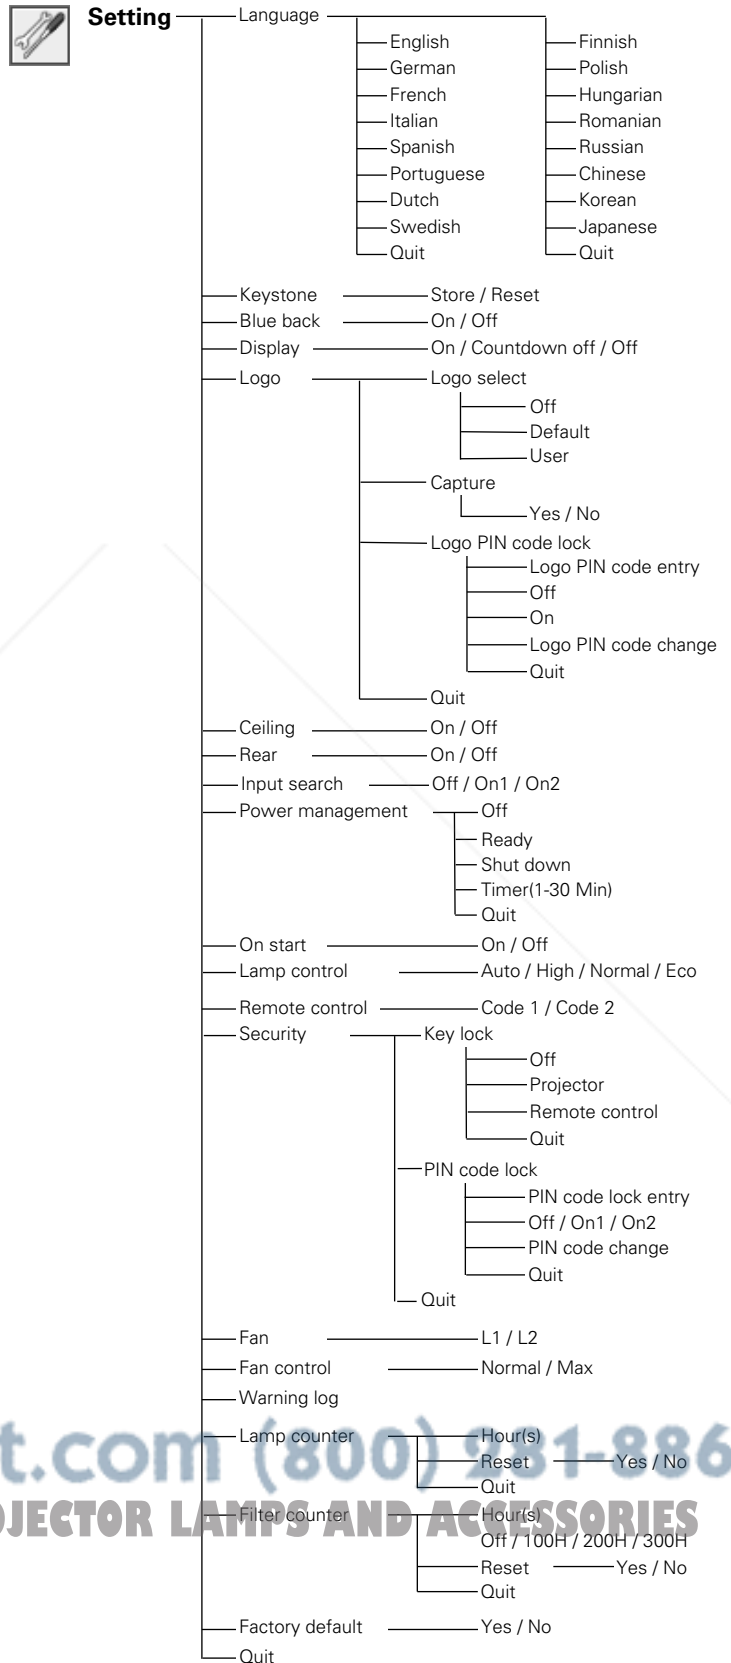 Setting
Language
English
German
French
Italian
Spanish
Portuguese
Dutch
Swedish
Quit
Finnish
Polish
Hungarian
Romanian
Russian
Chinese
Korean
Japanese
Quit
Keystone Store / Reset
Blue back On / Off
Display On / Countdown off / Off
Logo Logo select
Off
Default
User
Capture
Yes / No
Logo PIN code lock
Logo PIN code entry
Off
On
Logo PIN code change
Quit
Quit
Ceiling On / Off
Rear On / Off
Input search Off / On1 / On2
Power management Off
Ready
Shut down
Timer(1-30 Min)
Quit
On start On / Off
Lamp control Auto / High / Normal / Eco
Remote control Code 1 / Code 2
Security Key lock
Off
Projector
Remote control
Quit
PIN code lock
PIN code lock entry
Off / On1 / On2
PIN code change
Quit
Quit
Fan L1 / L2
Fan control Normal / Max
Warning log
Lamp counter Hour(s)
t.com (800) 281-886
Reset Yes / No
Quit
OJECTOR LAMPS AND ACCESSORIES
Filter counter Hour(s)
Off / 100H / 200H / 300H
Reset Yes / No
Quit
Factory default Yes / No
Quit